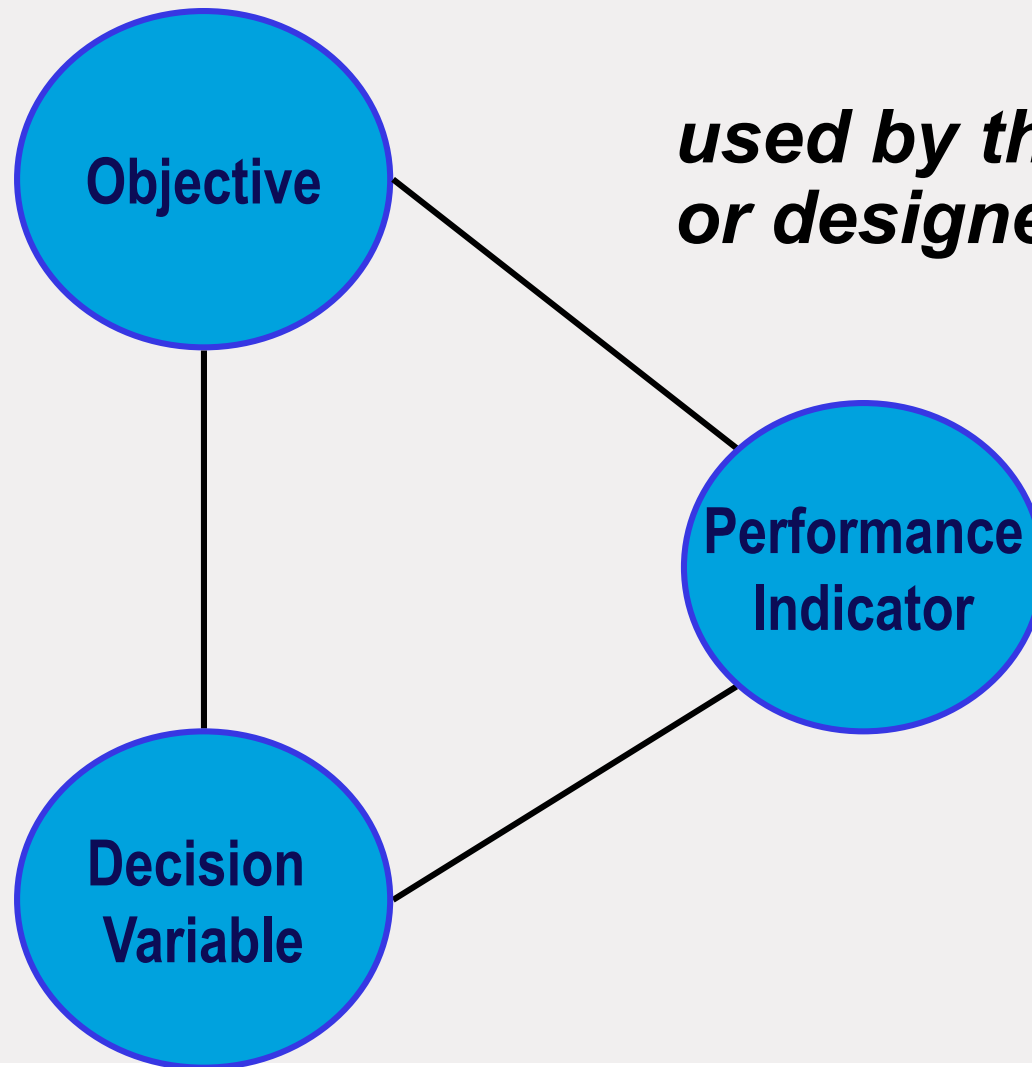 Objective
used by th
or designe
Performance
Indicator
Decision
Variable